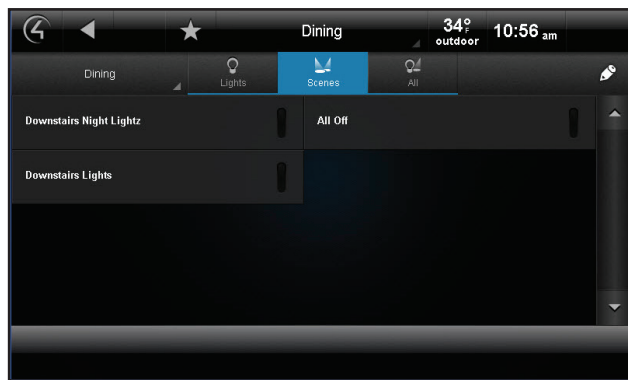 Dining
34°F
outdoor
10:56 am
Dining
Lights
Scenes
All
Downstairs Night Lightz
All Off
Downstairs Lights